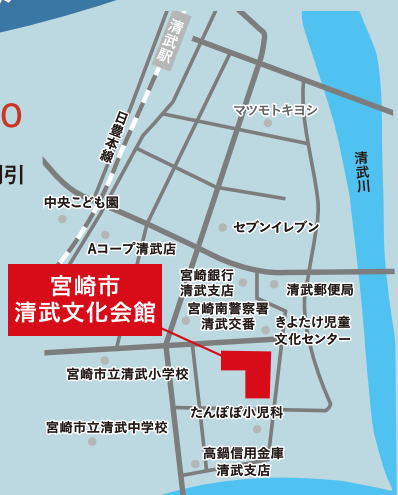 清武駅
マツモトキヨシ
日豊本線
清武川
中央こども園
セブンイレブン
Aコープ清武店
宮崎市
清武文化会館
宮崎銀行
清武支店
清武郵便局
宮崎南警察署
清武交番
きよたけ児童
文化センター
宮崎市立清武小学校
たんぽぽ小児科
宮崎市立清武中学校
高鍋信用金庫
清武支店